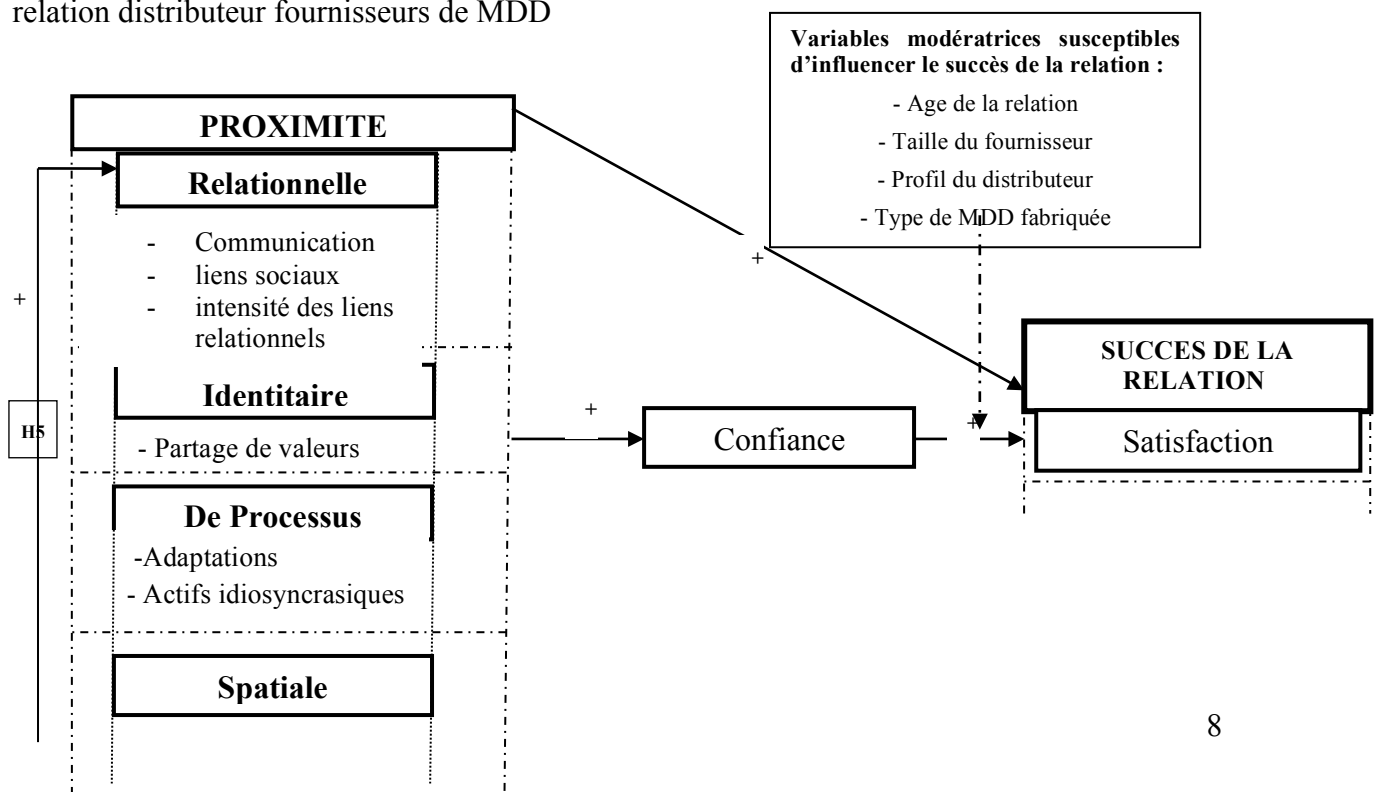 relation distributeur fournisseurs de MDD
Variables modératrices susceptibles
d'influencer le succès de la relation :
- Age de la relation
- Taille du fournisseur
- Profil du distributeur
- Type de MDD fabriquée
PROXIMITE
Relationnelle
- Communication
- liens sociaux
- intensité des liens
relationnels
+
+
H5
Identitaire
- Partage de valeurs
+
Confiance
+
SUCCES DE LA
RELATION
Satisfaction
De Processus
-Adaptations
- Actifs idiosyncrasiques
Spatiale
8